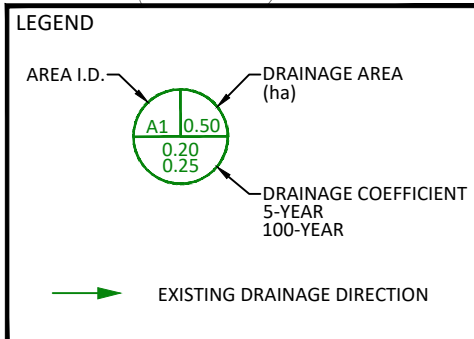 LEGEND
AREA I.D.
DRAINAGE AREA
(ha)
A1 0.50
0.20
0.25
DRAINAGE COEFFICIENT
5-YEAR
100-YEAR
EXISTING DRAINAGE DIRECTION